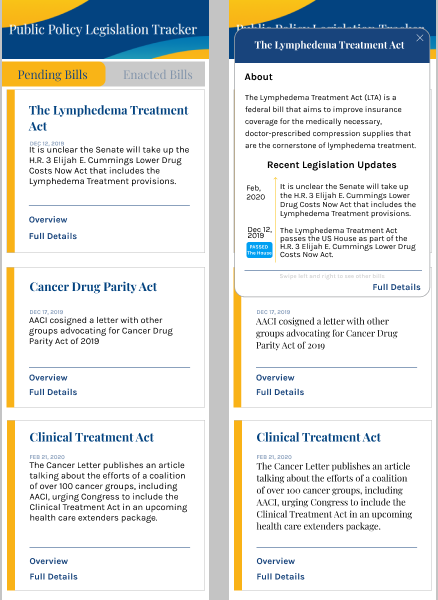 Public Policy Legislation Tracker
Pending Bills
Enacted Bills
The Lymphedema Treatment
Act
DEC 12, 2019
It is unclear the Senate will take up the
H.R. 3 Elijah E. Cummings Lower Drug
Costs Now Act that includes the
Lymphedema Treatment provisions.
Overview
Full Details
Cancer Drug Parity Act
DEC 17, 2019
AACI cosigned a letter with other
groups advocating for Cancer Drug
Parity Act of 2019
Overview
Full Details
Clinical Treatment Act
FEB 21, 2020
The Cancer Letter publishes an article
talking about the efforts of a coalition
of over 100 cancer groups, including
AACI, urging Congress to include the
Clinical Treatment Act in an upcoming
health care extenders package.
Overview
Full Details
Public Policy Legislation Tracker
The Lymphedema Treatment Act
About
The Lymphedema Treatment Act (LTA) is a
federal bill that aims to improve insurance
coverage for the medically necessary,
doctor-prescribed compression supplies that
are the cornerstone of lymphedema treatment.
Recent Legislation Updates
Feb,
2020
It is unclear the Senate will take up
the H.R. 3 Elijah E. Cummings Lower
Drug Costs Now Act that includes the
Lymphedema Treatment provisions.
Dec 12,
2019
PASSED
The House
The Lymphedema Treatment Act
passes the US House as part of the
H.R. 3 Elijah E. Cummings Lower Drug
Costs Now Act.
Swipe left and right to see other bills
Full Details
DEC 17, 2019
AACI cosigned a letter with other
groups advocating for Cancer Drug
Parity Act of 2019
Overview
Full Details
Clinical Treatment Act
FEB 21, 2020
The Cancer Letter publishes an article
talking about the efforts of a coalition
of over 100 cancer groups, including
AACI, urging Congress to include the
Clinical Treatment Act in an upcoming
health care extenders package.
Overview
Full Details